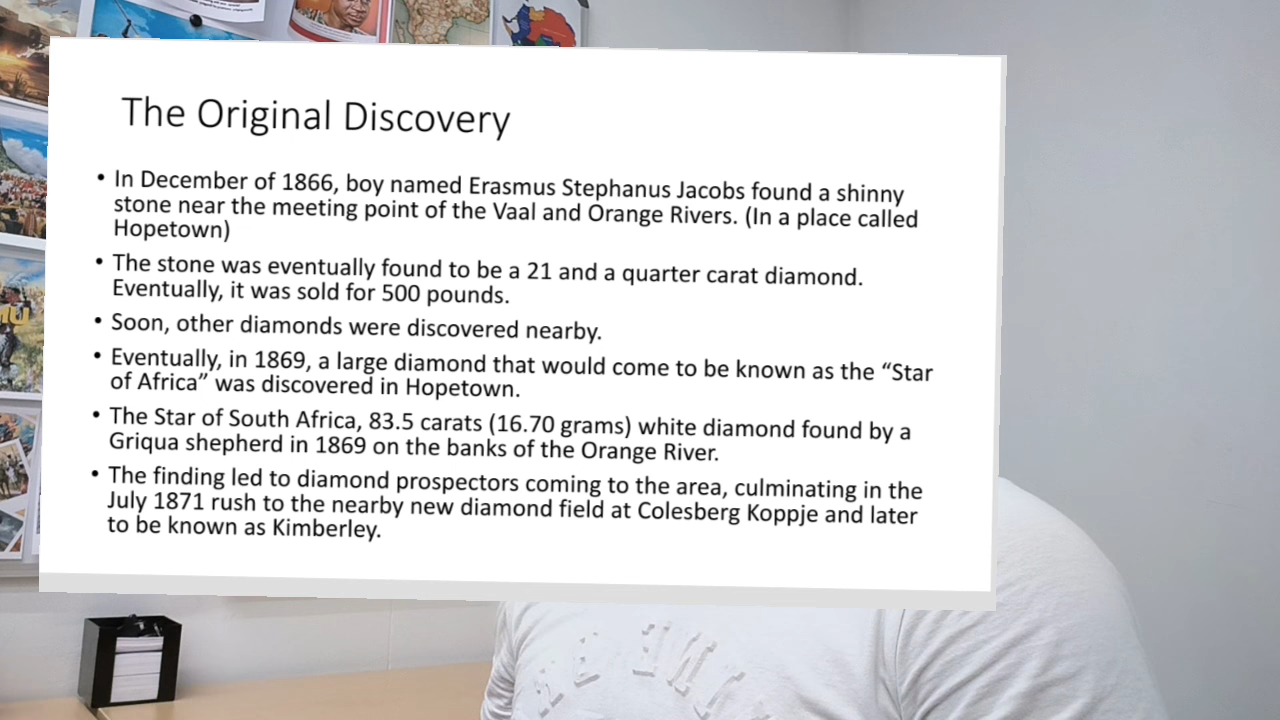 The Original Discovery
• In December of 1866, boy named Erasmus Stephanus Jacobs found a shinny
stone near the meeting point of the Vaal and Orange Rivers. (In a place called
Hopetown)
• The stone was eventually found to be a 21 and a quarter carat diamond.
Eventually, it was sold for 500 pounds.
• Soon, other diamonds were discovered nearby.
• Eventually, in 1869, a large diamond that would come to be known as the “Star
of Africa” was discovered in Hopetown.
• The Star of South Africa, 83.5 carats (16.70 grams) white diamond found by a
Griqua shepherd in 1869 on the banks of the Orange River.
• The finding led to diamond prospectors coming to the area, culminating in the
July 1871 rush to the nearby new diamond field at Colesberg Koppje and later
to be known as Kimberley.